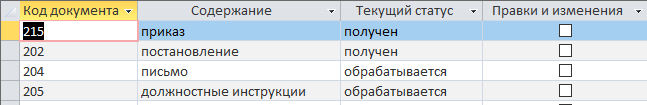 Код документа Содержание Текущий статус Правки и изменения
215 приказ получен
202 постановление получен
204 письмо обрабатывается
205 должностные инструкции обрабатывается